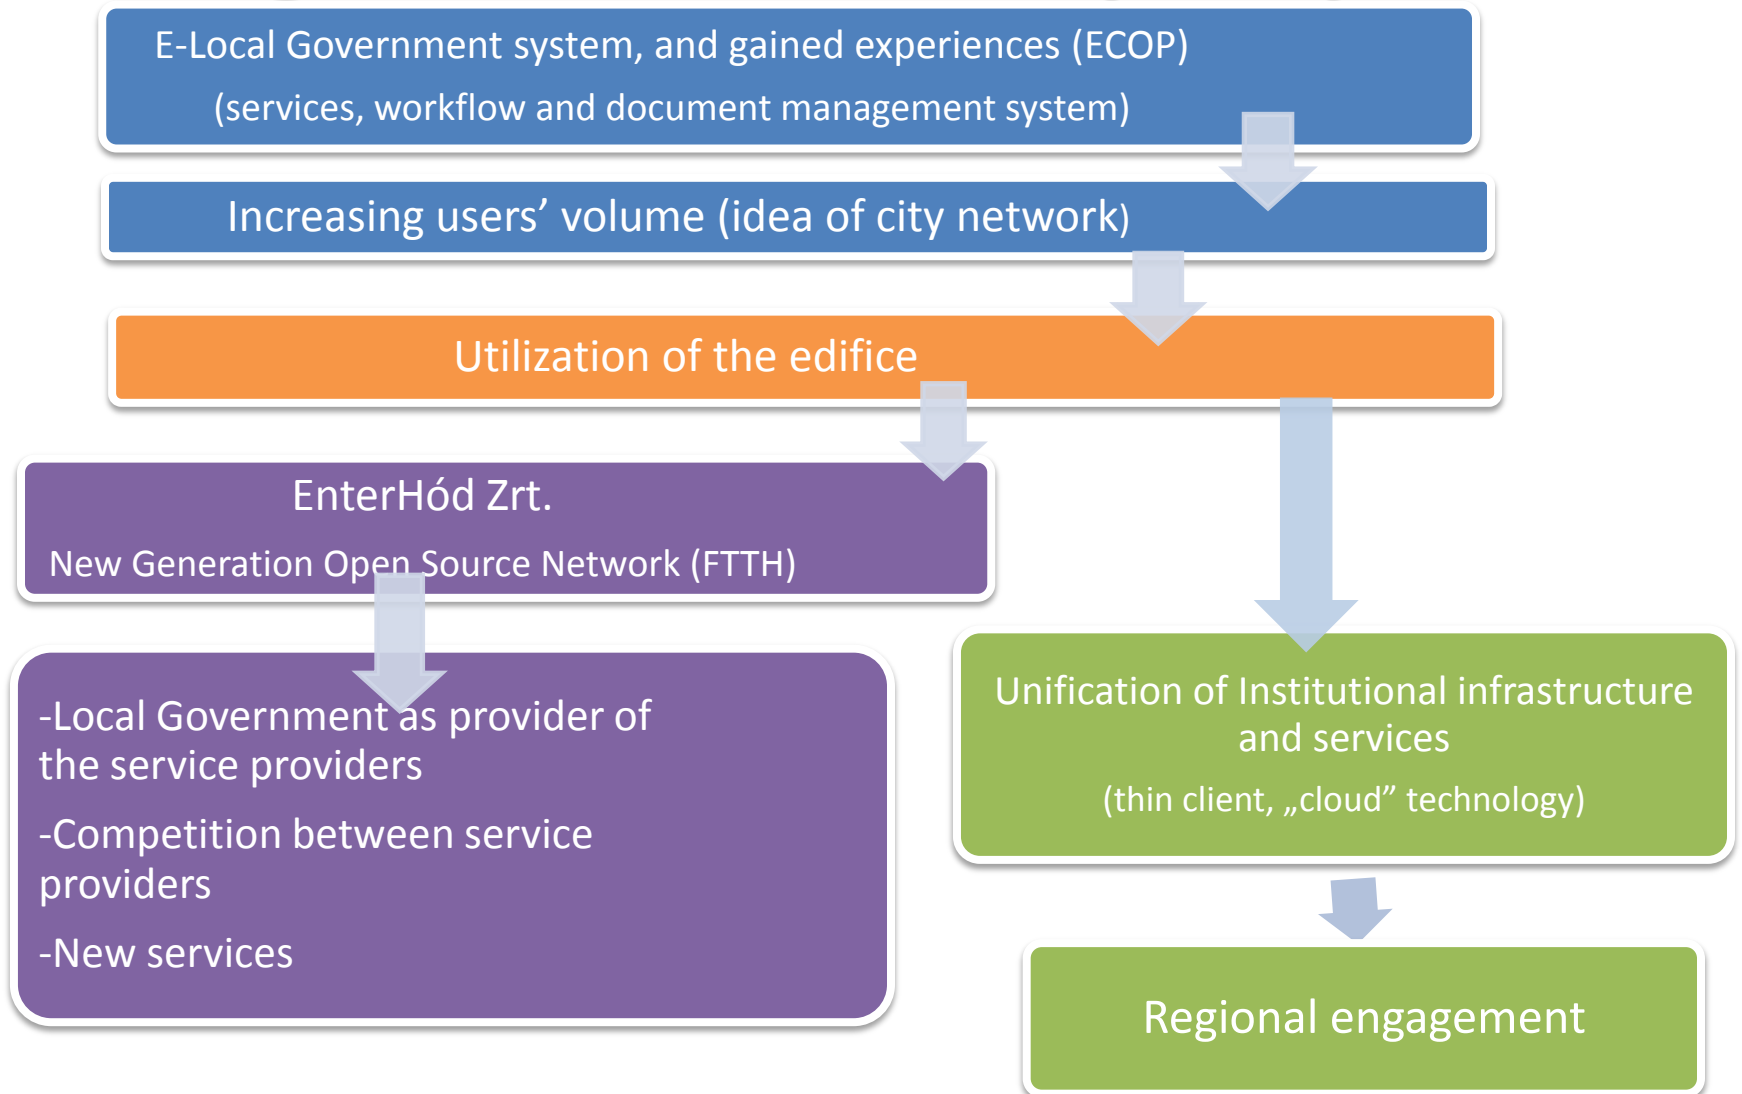 E-Local Government system, and gained experiences (ECOP)
(services, workflow and document management system)
Increasing users’ volume (idea of city network)
Utilization of the edifice
EnterHód Zrt.
New Generation Open Source Network (FTTH)
-Local Government as provider of
the service providers
-Competition between service
providers
-New services
Unification of Institutional infrastructure
and services
(thin client, „cloud” technology)
Regional engagement